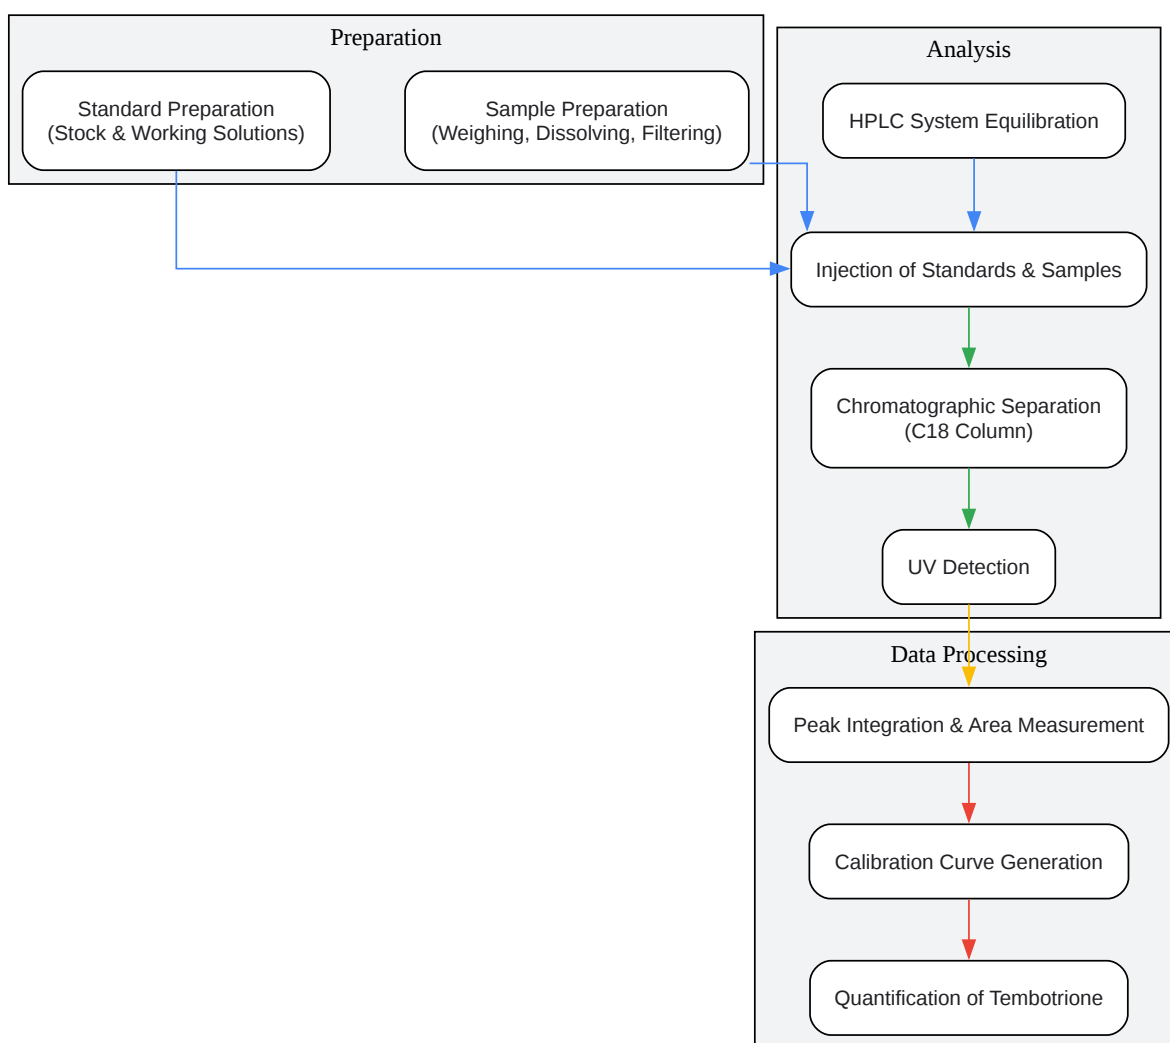 Preparation
Standard Preparation
(Stock & Working Solutions)
Sample Preparation
(Weighing, Dissolving, Filtering)
Analysis
HPLC System Equilibration
Injection of Standards & Samples
Chromatographic Separation
(C18 Column)
UV Detection
Data Processing
Peak Integration & Area Measurement
Calibration Curve Generation
Quantification of Tembotrione